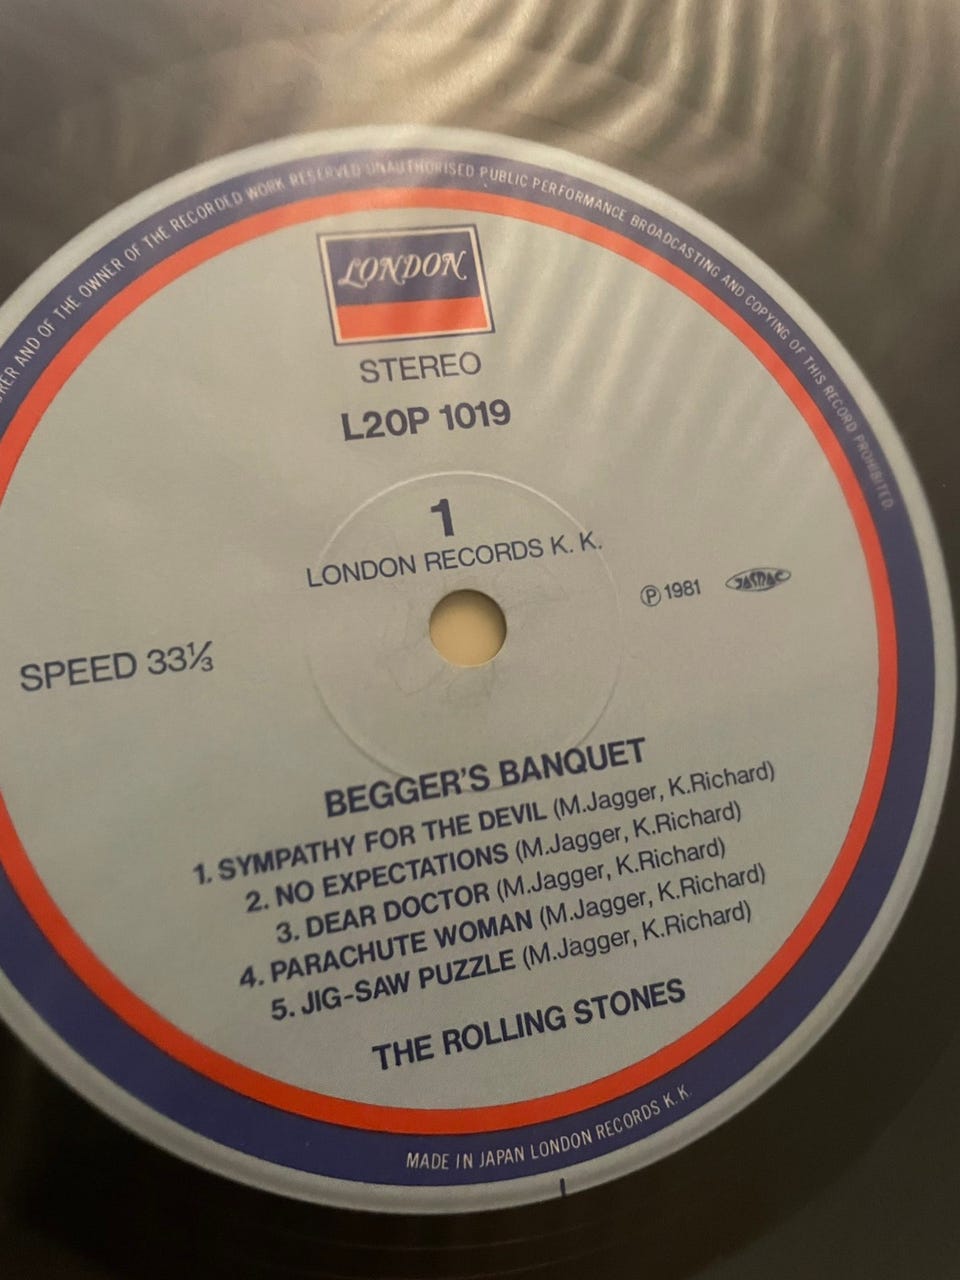 RER AND OF THE OWNER OF THE RECORDED WORK RESERVED UNAUTHORISED PUBLIC PERFORMANCE BROADCASTING AND COPYING OF THIS RECORD PROHIBITED.
LONDON
STEREO
L20P 1019
1
LONDON RECORDS K. K.
Ⓟ 1981
JASRAC
SPEED 33⅓
BEGGER'S BANQUET
1. SYMPATHY FOR THE DEVIL (M.Jagger, K.Richard)
2. NO EXPECTATIONS (M.Jagger, K.Richard)
3. DEAR DOCTOR (M.Jagger, K.Richard)
4. PARACHUTE WOMAN (M.Jagger, K.Richard)
5. JIG-SAW PUZZLE (M.Jagger, K.Richard)
THE ROLLING STONES
MADE IN JAPAN LONDON RECORDS K. K.